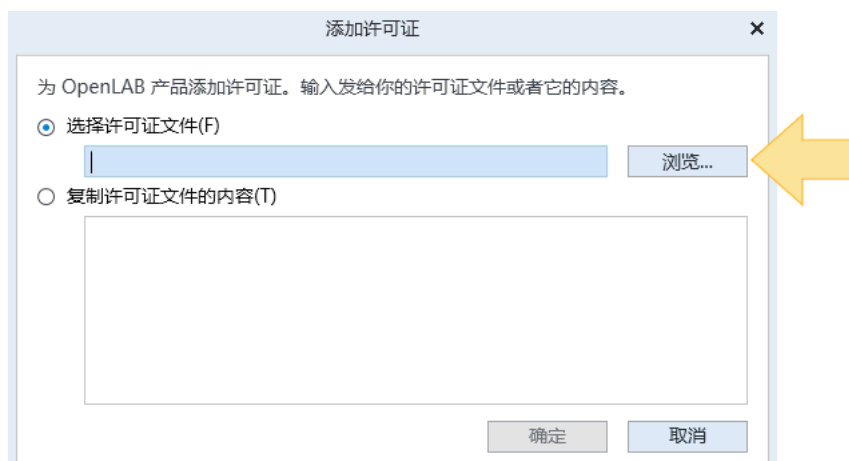 添加许可证
为 OpenLAB 产品添加许可证。输入发给你的许可证文件或者它的内容。
选择许可证文件(F)
浏览...
复制许可证文件的内容(T)
确定 取消